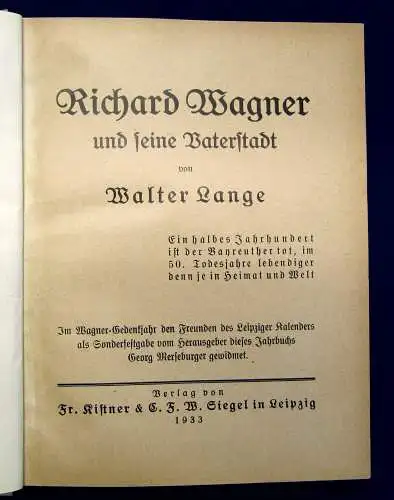 Richard Wagner
und seine Vaterstadt
von
Walter Lange
Ein halbes Jahrhundert
ist der Bayreuther tot, im
50. Todesjahre lebendiger
denn je in Heimat und Welt
Im Wagner-Gedenkjahr den Freunden des Leipziger Kalenders
als Sonderfestgabe vom Herausgeber dieses Jahrbuchs
Georg Merseburger gewidmet.
Verlag von
Fr. Kistner & C. F. W. Siegel in Leipzig
1933